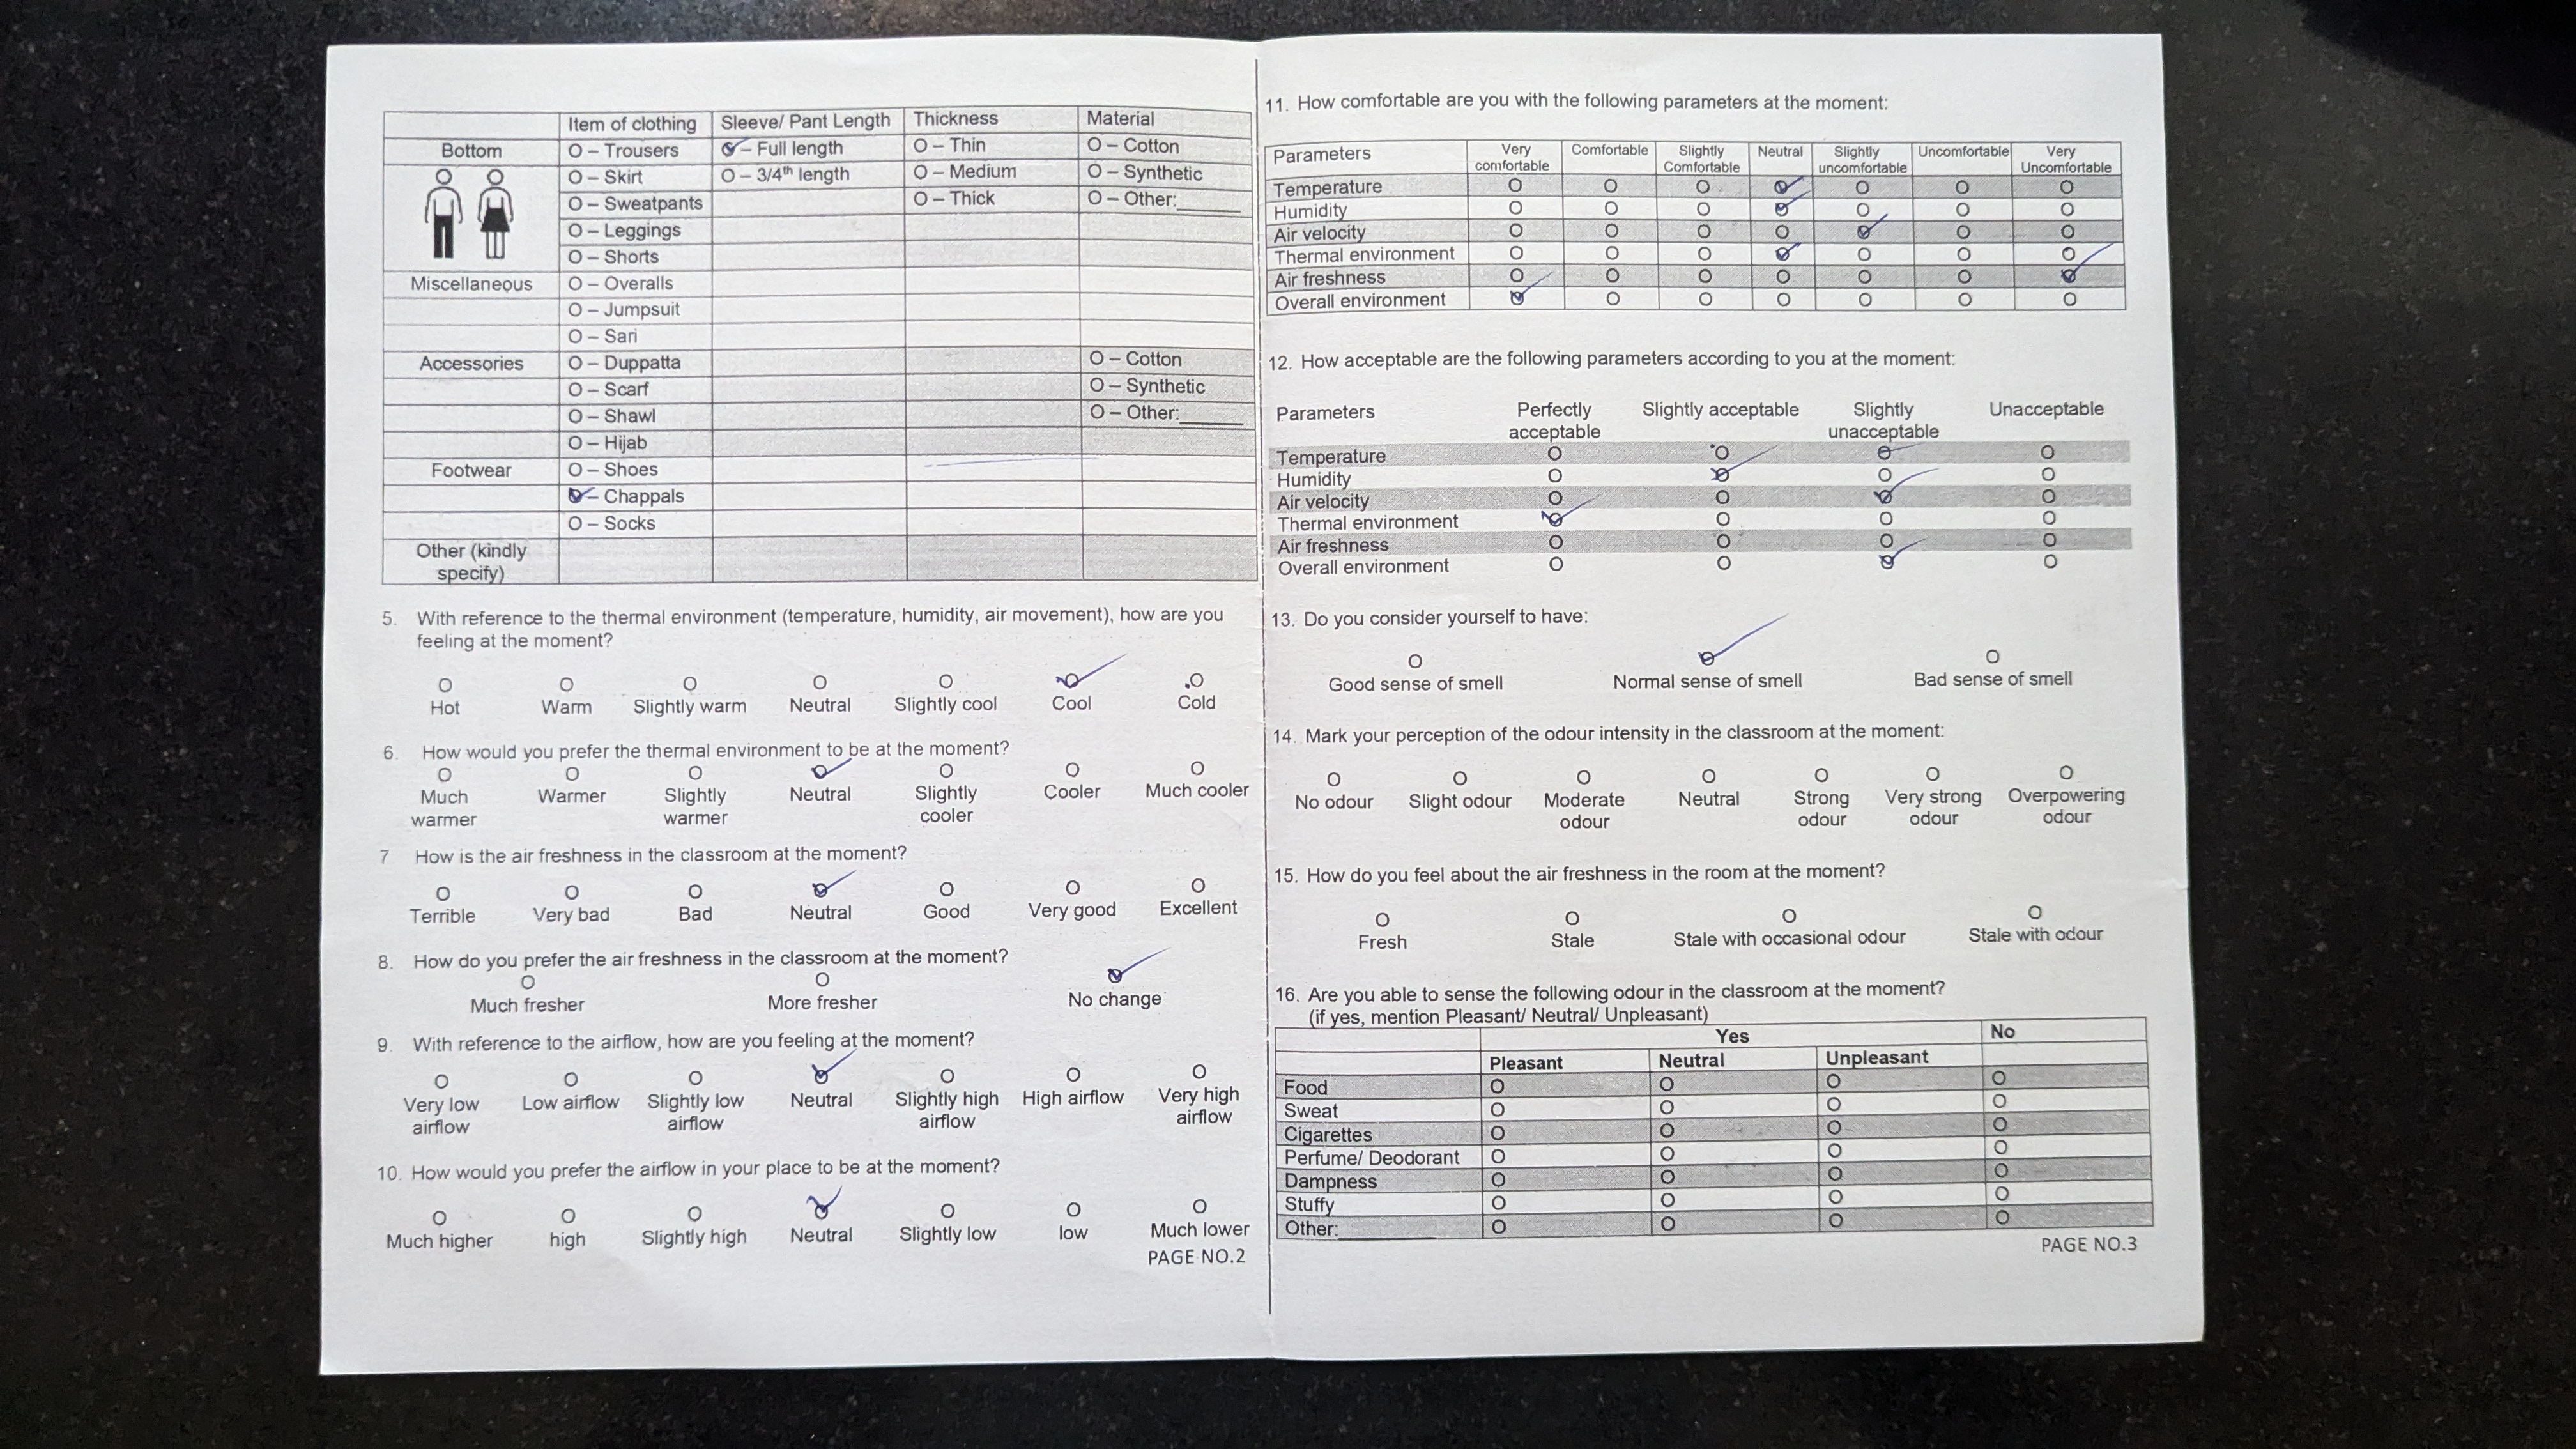 Item of clothing Sleeve/ Pant Length Thickness Material
Bottom O – Trousers O – Full length O – Thin O – Cotton
O – Skirt O – 3/4th length O – Medium O – Synthetic
O – Sweatpants O – Thick O – Other:______
O – Leggings
O – Shorts
Miscellaneous O – Overalls
O – Jumpsuit
O – Sari
Accessories O – Duppatta O – Cotton
O – Scarf O – Synthetic
O – Shawl O – Other:______
O – Hijab
Footwear O – Shoes
O – Chappals
O – Socks
Other (kindly
specify)
5. With reference to the thermal environment (temperature, humidity, air movement), how are you
feeling at the moment?
Hot Warm Slightly warm Neutral Slightly cool Cool Cold
6. How would you prefer the thermal environment to be at the moment?
Much Warmer Slightly Neutral Slightly Cooler Much cooler
warmer warmer cooler
7 How is the air freshness in the classroom at the moment?
Terrible Very bad Bad Neutral Good Very good Excellent
8. How do you prefer the air freshness in the classroom at the moment?
Much fresher More fresher No change
9. With reference to the airflow, how are you feeling at the moment?
Very low Low airflow Slightly low Neutral Slightly high High airflow Very high
airflow airflow airflow airflow
10. How would you prefer the airflow in your place to be at the moment?
Much higher high Slightly high Neutral Slightly low low Much lower
PAGE NO.2
11. How comfortable are you with the following parameters at the moment:
Parameters Very Comfortable Slightly Neutral Slightly Uncomfortable Very
comfortable Comfortable uncomfortable Uncomfortable
Temperature
Humidity
Air velocity
Thermal environment
Air freshness
Overall environment
12. How acceptable are the following parameters according to you at the moment:
Parameters Perfectly Slightly acceptable Slightly Unacceptable
acceptable unacceptable
Temperature
Humidity
Air velocity
Thermal environment
Air freshness
Overall environment
13. Do you consider yourself to have:
Good sense of smell Normal sense of smell Bad sense of smell
14. Mark your perception of the odour intensity in the classroom at the moment:
No odour Slight odour Moderate Neutral Strong Very strong Overpowering
odour odour odour odour
15. How do you feel about the air freshness in the room at the moment?
Fresh Stale Stale with occasional odour Stale with odour
16. Are you able to sense the following odour in the classroom at the moment?
(if yes, mention Pleasant/ Neutral/ Unpleasant)
Yes No
Pleasant Neutral Unpleasant
Food
Sweat
Cigarettes
Perfume/ Deodorant
Dampness
Stuffy
Other:__________
PAGE NO.3